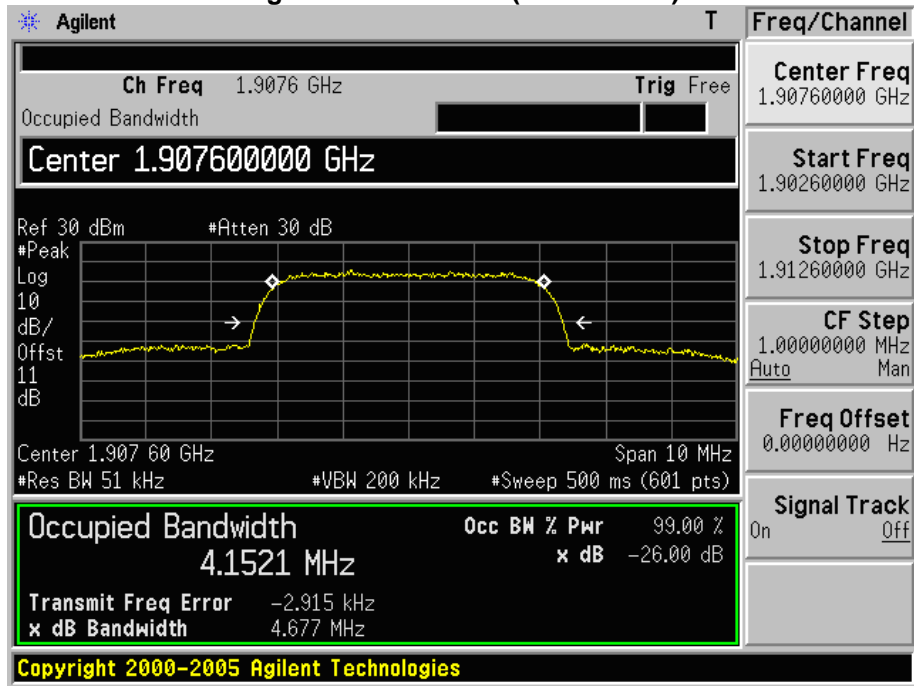 Agilent T Freq/Channel
Ch Freq 1.9076 GHz Trig Free
Occupied Bandwidth
Center 1.907600000 GHz
Ref 30 dBm #Atten 30 dB
#Peak
Log
10
dB/
Offst
11
dB
Center 1.907 60 GHz Span 10 MHz
#Res BW 51 kHz #VBW 200 kHz #Sweep 500 ms (601 pts)
Occupied Bandwidth Occ BW % Pwr 99.00 %
4.1521 MHz x dB -26.00 dB
Transmit Freq Error -2.915 kHz
x dB Bandwidth 4.677 MHz
Center Freq
1.90760000 GHz
Start Freq
1.90260000 GHz
Stop Freq
1.91260000 GHz
CF Step
1.00000000 MHz
Auto Man
Freq Offset
0.00000000 Hz
Signal Track
On Off
Copyright 2000-2005 Agilent Technologies